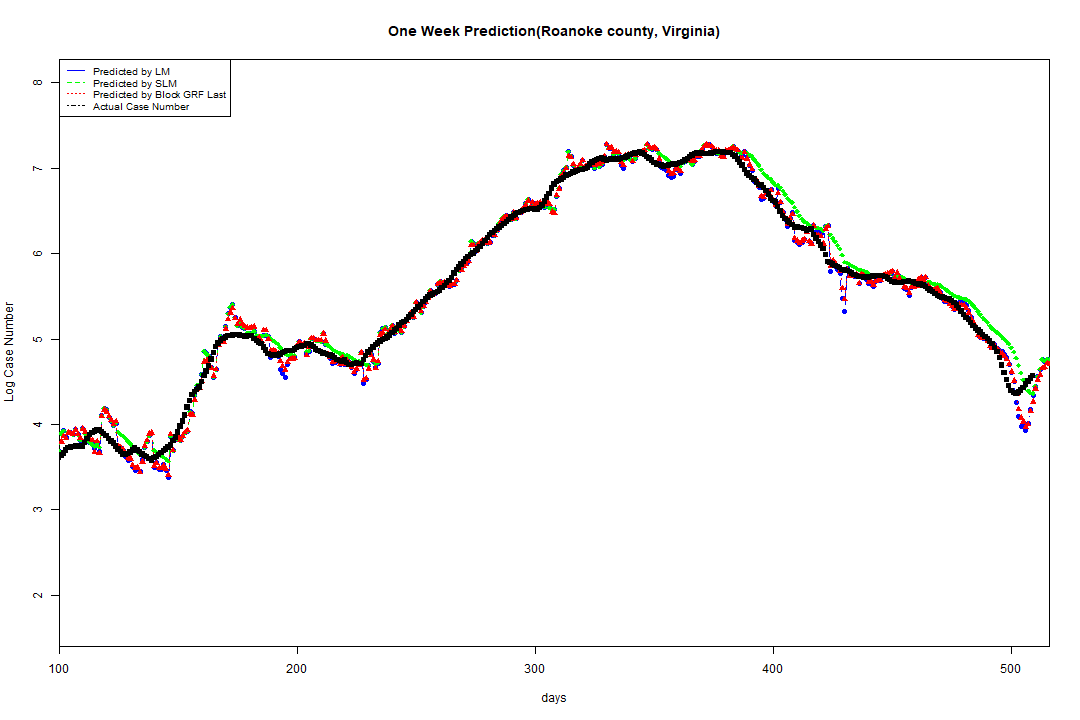 One Week Prediction(Roanoke county, Virginia)
Predicted by LM
Predicted by SLM
Predicted by Block GRF Last
Actual Case Number
8
7
6
5
4
3
2
Log Case Number
100 200 300 400 500
days